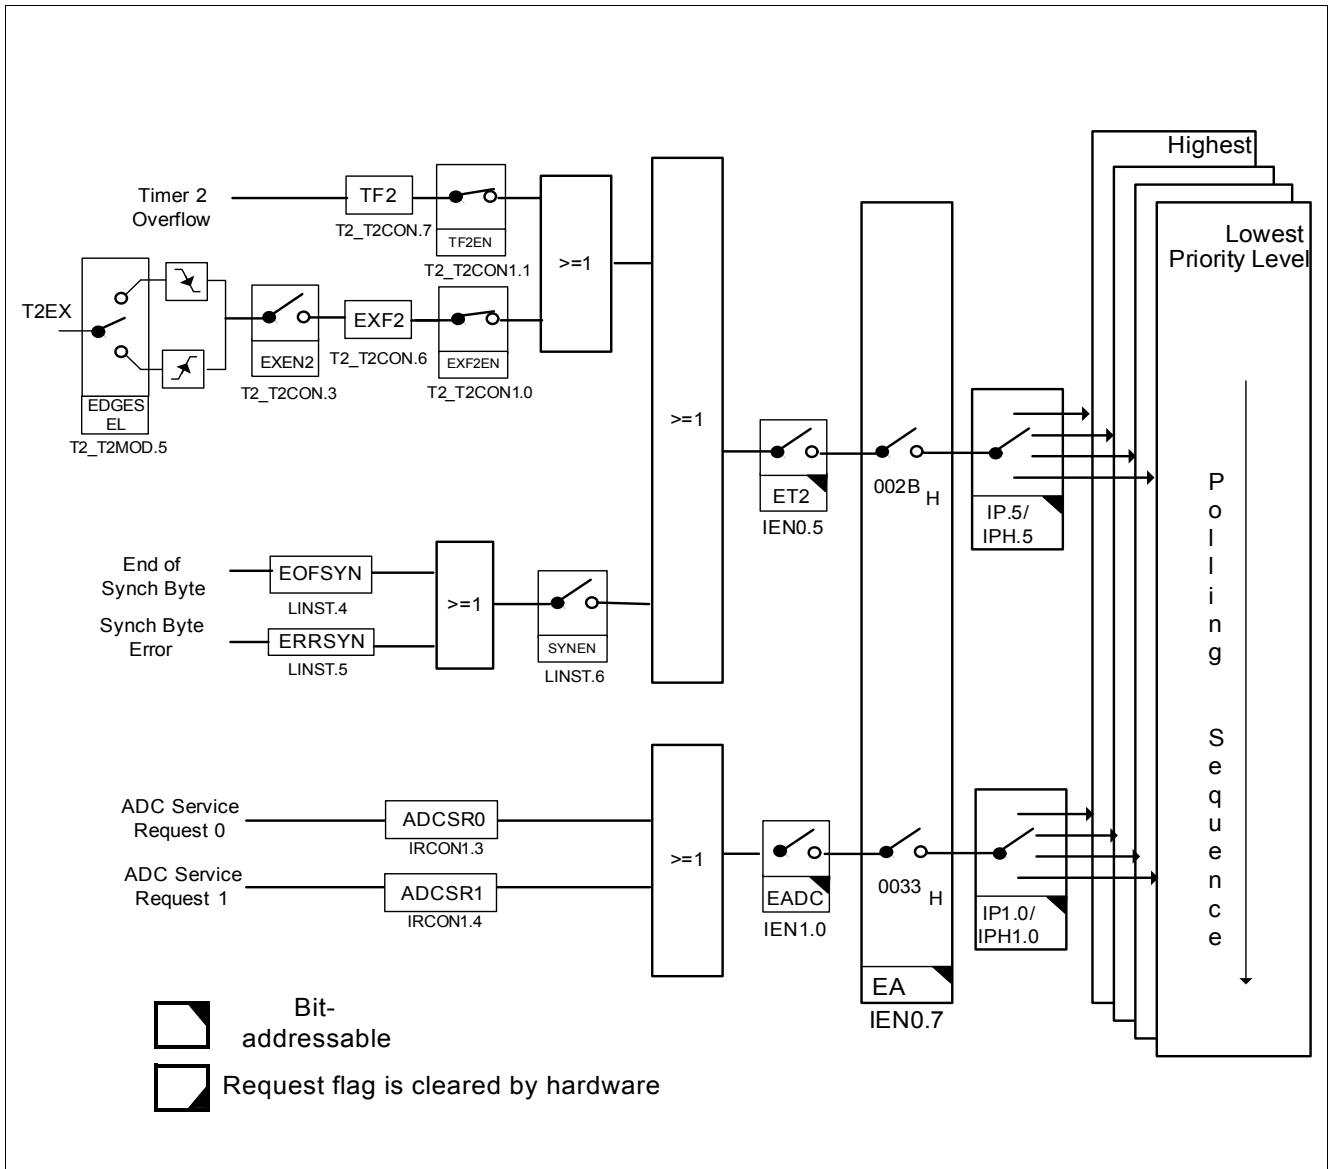 Highest
Lowest
Priority Level
Timer 2
Overflow
TF2
T2_T2CON.7
TF2EN
T2_T2CON1.1
>=1
T2EX
EDGES
EL
T2_T2MOD.5
EXEN2
T2_T2CON.3
EXF2
T2_T2CON.6
EXF2EN
T2_T2CON1.0
>=1
ET2
IEN0.5
002B H
IP.5/
IPH.5
End of
Synch Byte
EOFSYN
LINST.4
Synch Byte
Error
ERRSYN
LINST.5
>=1
SYNEN
LINST.6
Polling
Sequence
ADC Service
Request 0
ADCSR0
IRCON1.3
ADC Service
Request 1
ADCSR1
IRCON1.4
>=1
EADC
IEN1.0
0033 H
IP1.0/
IPH1.0
EA
IEN0.7
Bit-
addressable
Request flag is cleared by hardware